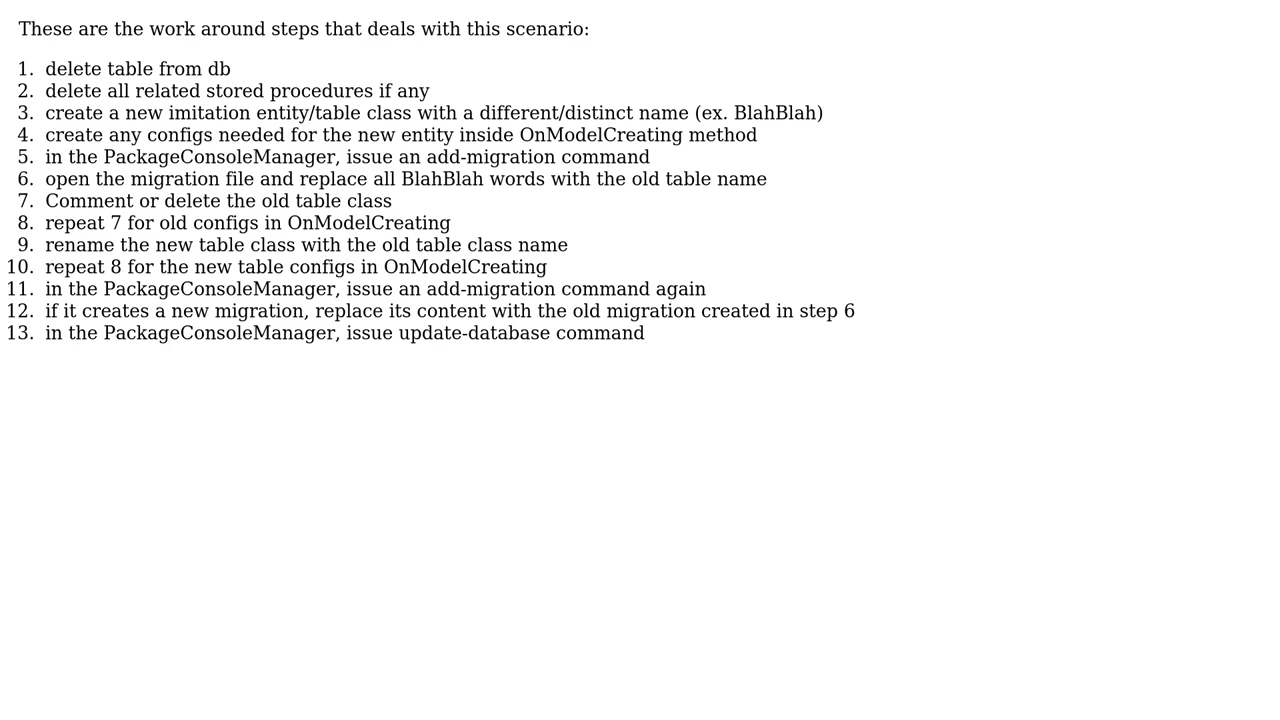 These are the work around steps that deals with this scenario:
1. delete table from db
2. delete all related stored procedures if any
3. create a new imitation entity/table class with a different/distinct name (ex. BlahBlah)
4. create any configs needed for the new entity inside OnModelCreating method
5. in the PackageConsoleManager, issue an add-migration command
6. open the migration file and replace all BlahBlah words with the old table name
7. Comment or delete the old table class
8. repeat 7 for old configs in OnModelCreating
9. rename the new table class with the old table class name
10. repeat 8 for the new table configs in OnModelCreating
11. in the PackageConsoleManager, issue an add-migration command again
12. if it creates a new migration, replace its content with the old migration created in step 6
13. in the PackageConsoleManager, issue update-database command